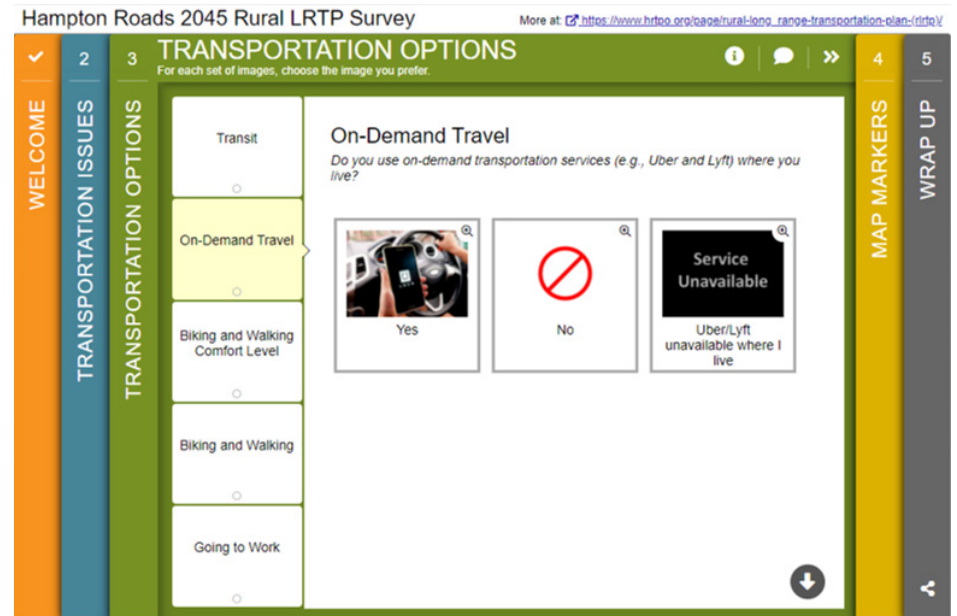 Hampton Roads 2045 Rural LRTP Survey
More at: https://www.hrtpo.org/page/rural-long_range-transportation-plan-(rlrtp)/
WELCOME
2
TRANSPORTATION ISSUES
3
TRANSPORTATION OPTIONS
TRANSPORTATION OPTIONS
For each set of images, choose the image you prefer.
4
MAP MARKERS
5
WRAP UP
Transit
On-Demand Travel
Biking and Walking
Comfort Level
Biking and Walking
Going to Work
On-Demand Travel
Do you use on-demand transportation services (e.g., Uber and Lyft) where you
live?
UBER
Yes
No
Service
Unavailable
Uber/Lyft
unavailable where I
live